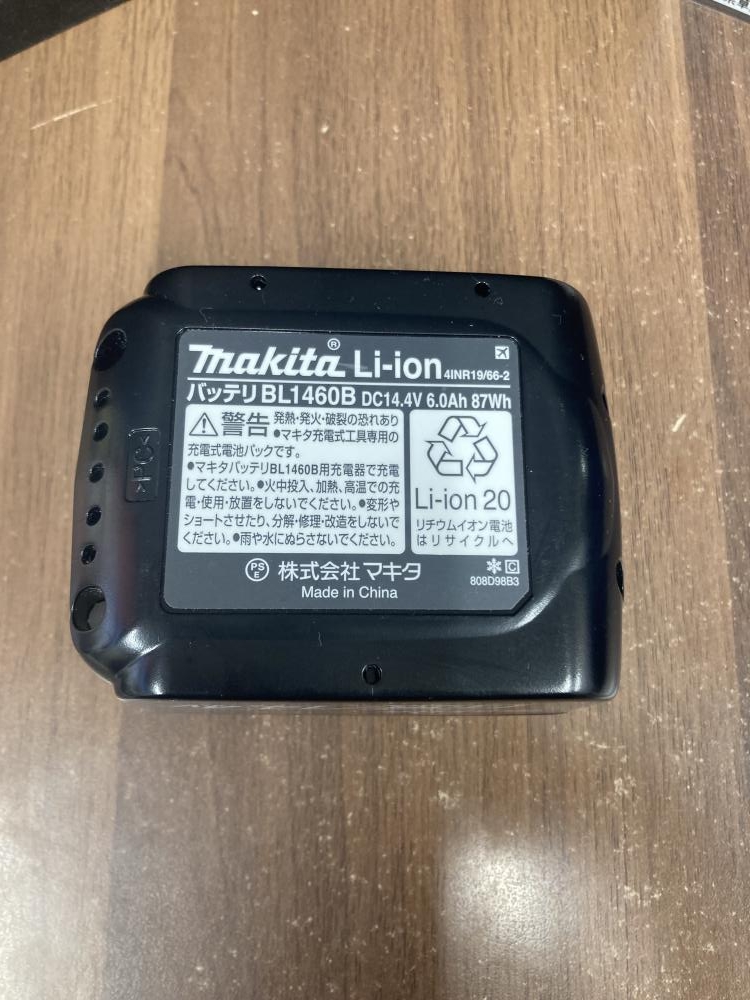 makita® Li-ion 4INR19/66-2
バッテリ BL1460B DC14.4V 6.0Ah 87Wh
警告 発熱・発火・破裂の恐れあり
●マキタ充電式工具専用の
充電式電池パックです。
●マキタバッテリBL1460B用充電器で充電
してください。●火中投入、加熱、高温での充
電・使用・放置をしないでください。●変形や
ショートさせたり、分解・修理・改造をしないで
ください。●雨や水にぬらさないでください。
Li-ion 20
リチウムイオン電池
はリサイクルへ
PSE 株式会社マキタ
Made in China
C
808D98B3